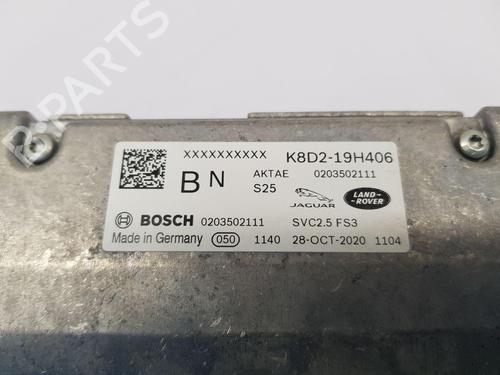 B-PARTS
XXXXXXXXXX K8D2-19H406
B N AKTAE 0203502111
S25
JAGUAR LAND-ROVER
BOSCH 0203502111 SVC2.5 FS3
Made in Germany 050 1140 28-OCT-2020 1104